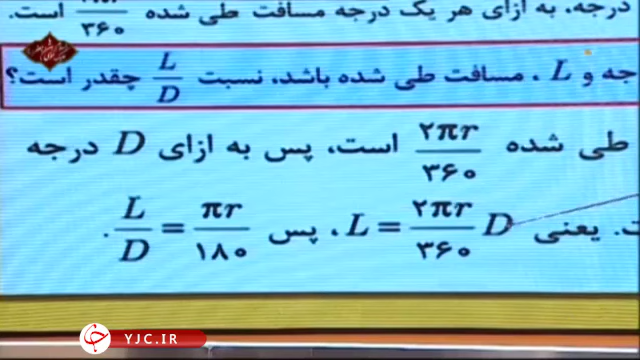 درجه، به ازای هر یک درجه مسافت طی شده ۳۶۰ است.
جه و L ، مسافت طی شده باشد، نسبت L/D چقدر است؟
طی شده ۲πr/۳۶۰ است، پس به ازای D درجه
ت. یعنی L = ۲πr/۳۶۰ D ، پس L/D = πr/۱۸۰ .
YJC.IR